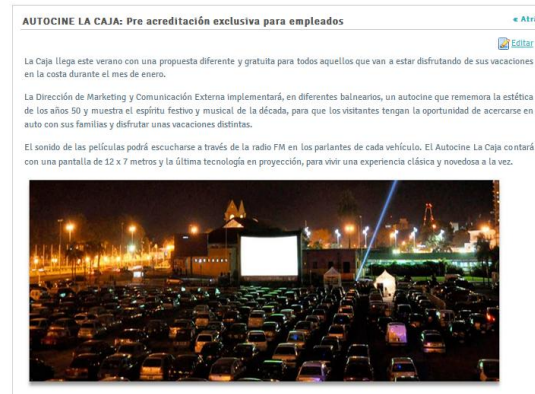 AUTOCINE LA CAJA: Pre acreditación exclusiva para empleados
« Atr
Editar
La Caja llega este verano con una propuesta diferente y gratuita para todos aquellos que van a estar disfrutando de sus vacaciones
en la costa durante el mes de enero.
La Dirección de Marketing y Comunicación Externa implementará, en diferentes balnearios, un autocine que rememora la estética
de los años 50 y muestra el espíritu festivo y musical de la década, para que los visitantes tengan la oportunidad de acercarse en
auto con sus familias y disfrutar unas vacaciones distintas.
El sonido de las películas podrá escucharse a través de la radio FM en los parlantes de cada vehículo. El Autocine La Caja contará
con una pantalla de 12 x 7 metros y la última tecnología en proyección, para vivir una experiencia clásica y novedosa a la vez.